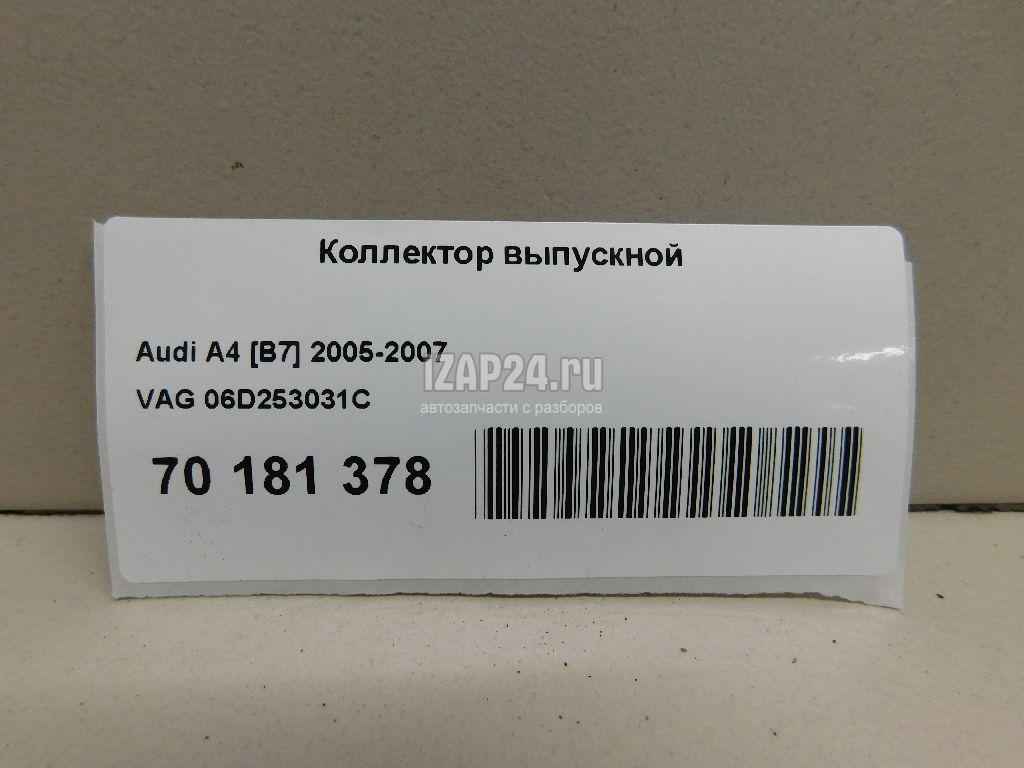 Коллектор выпускной
Audi A4 [B7] 2005-2007
IZAP24.ru
VAG 06D253031C
автозапчасти с разборов
70 181 378